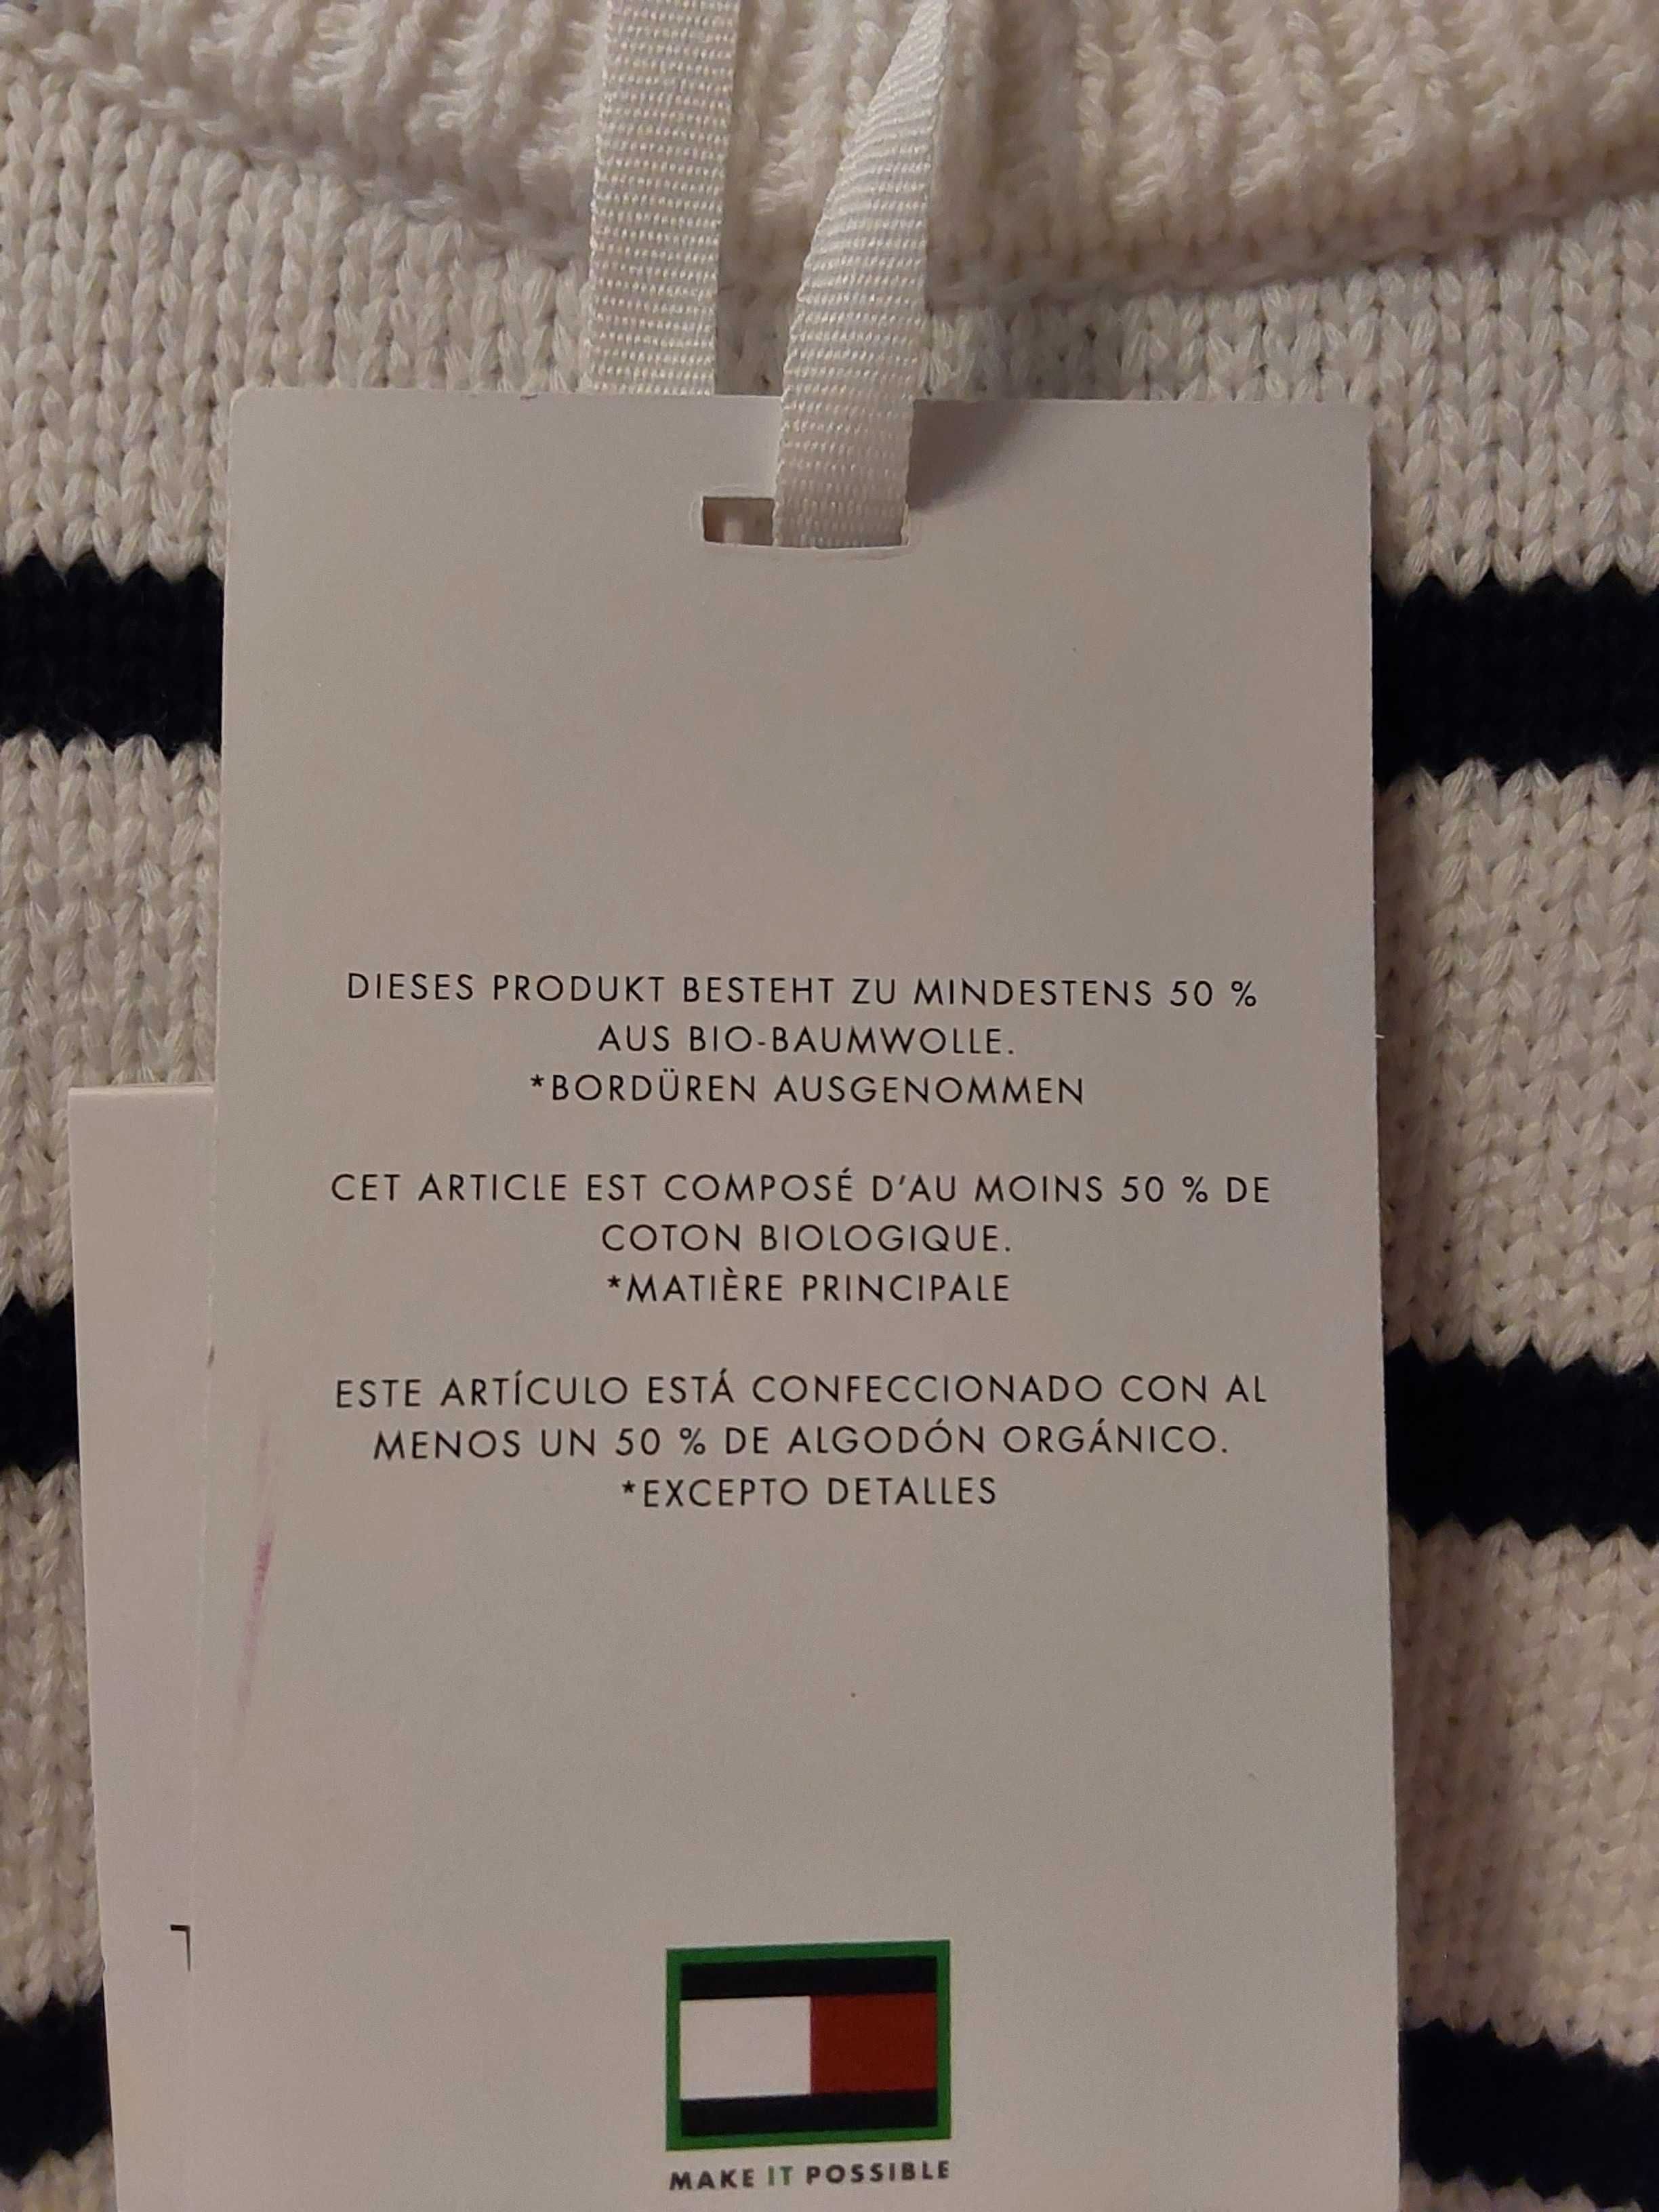 DIESES PRODUKT BESTEHT ZU MINDESTENS 50 %
AUS BIO-BAUMWOLLE.
*BORDÜREN AUSGENOMMEN
CET ARTICLE EST COMPOSÉ D'AU MOINS 50 % DE
COTON BIOLOGIQUE.
*MATIÈRE PRINCIPALE
ESTE ARTÍCULO ESTÁ CONFECCIONADO CON AL
MENOS UN 50 % DE ALGODÓN ORGÁNICO.
*EXCEPTO DETALLES
MAKE IT POSSIBLE